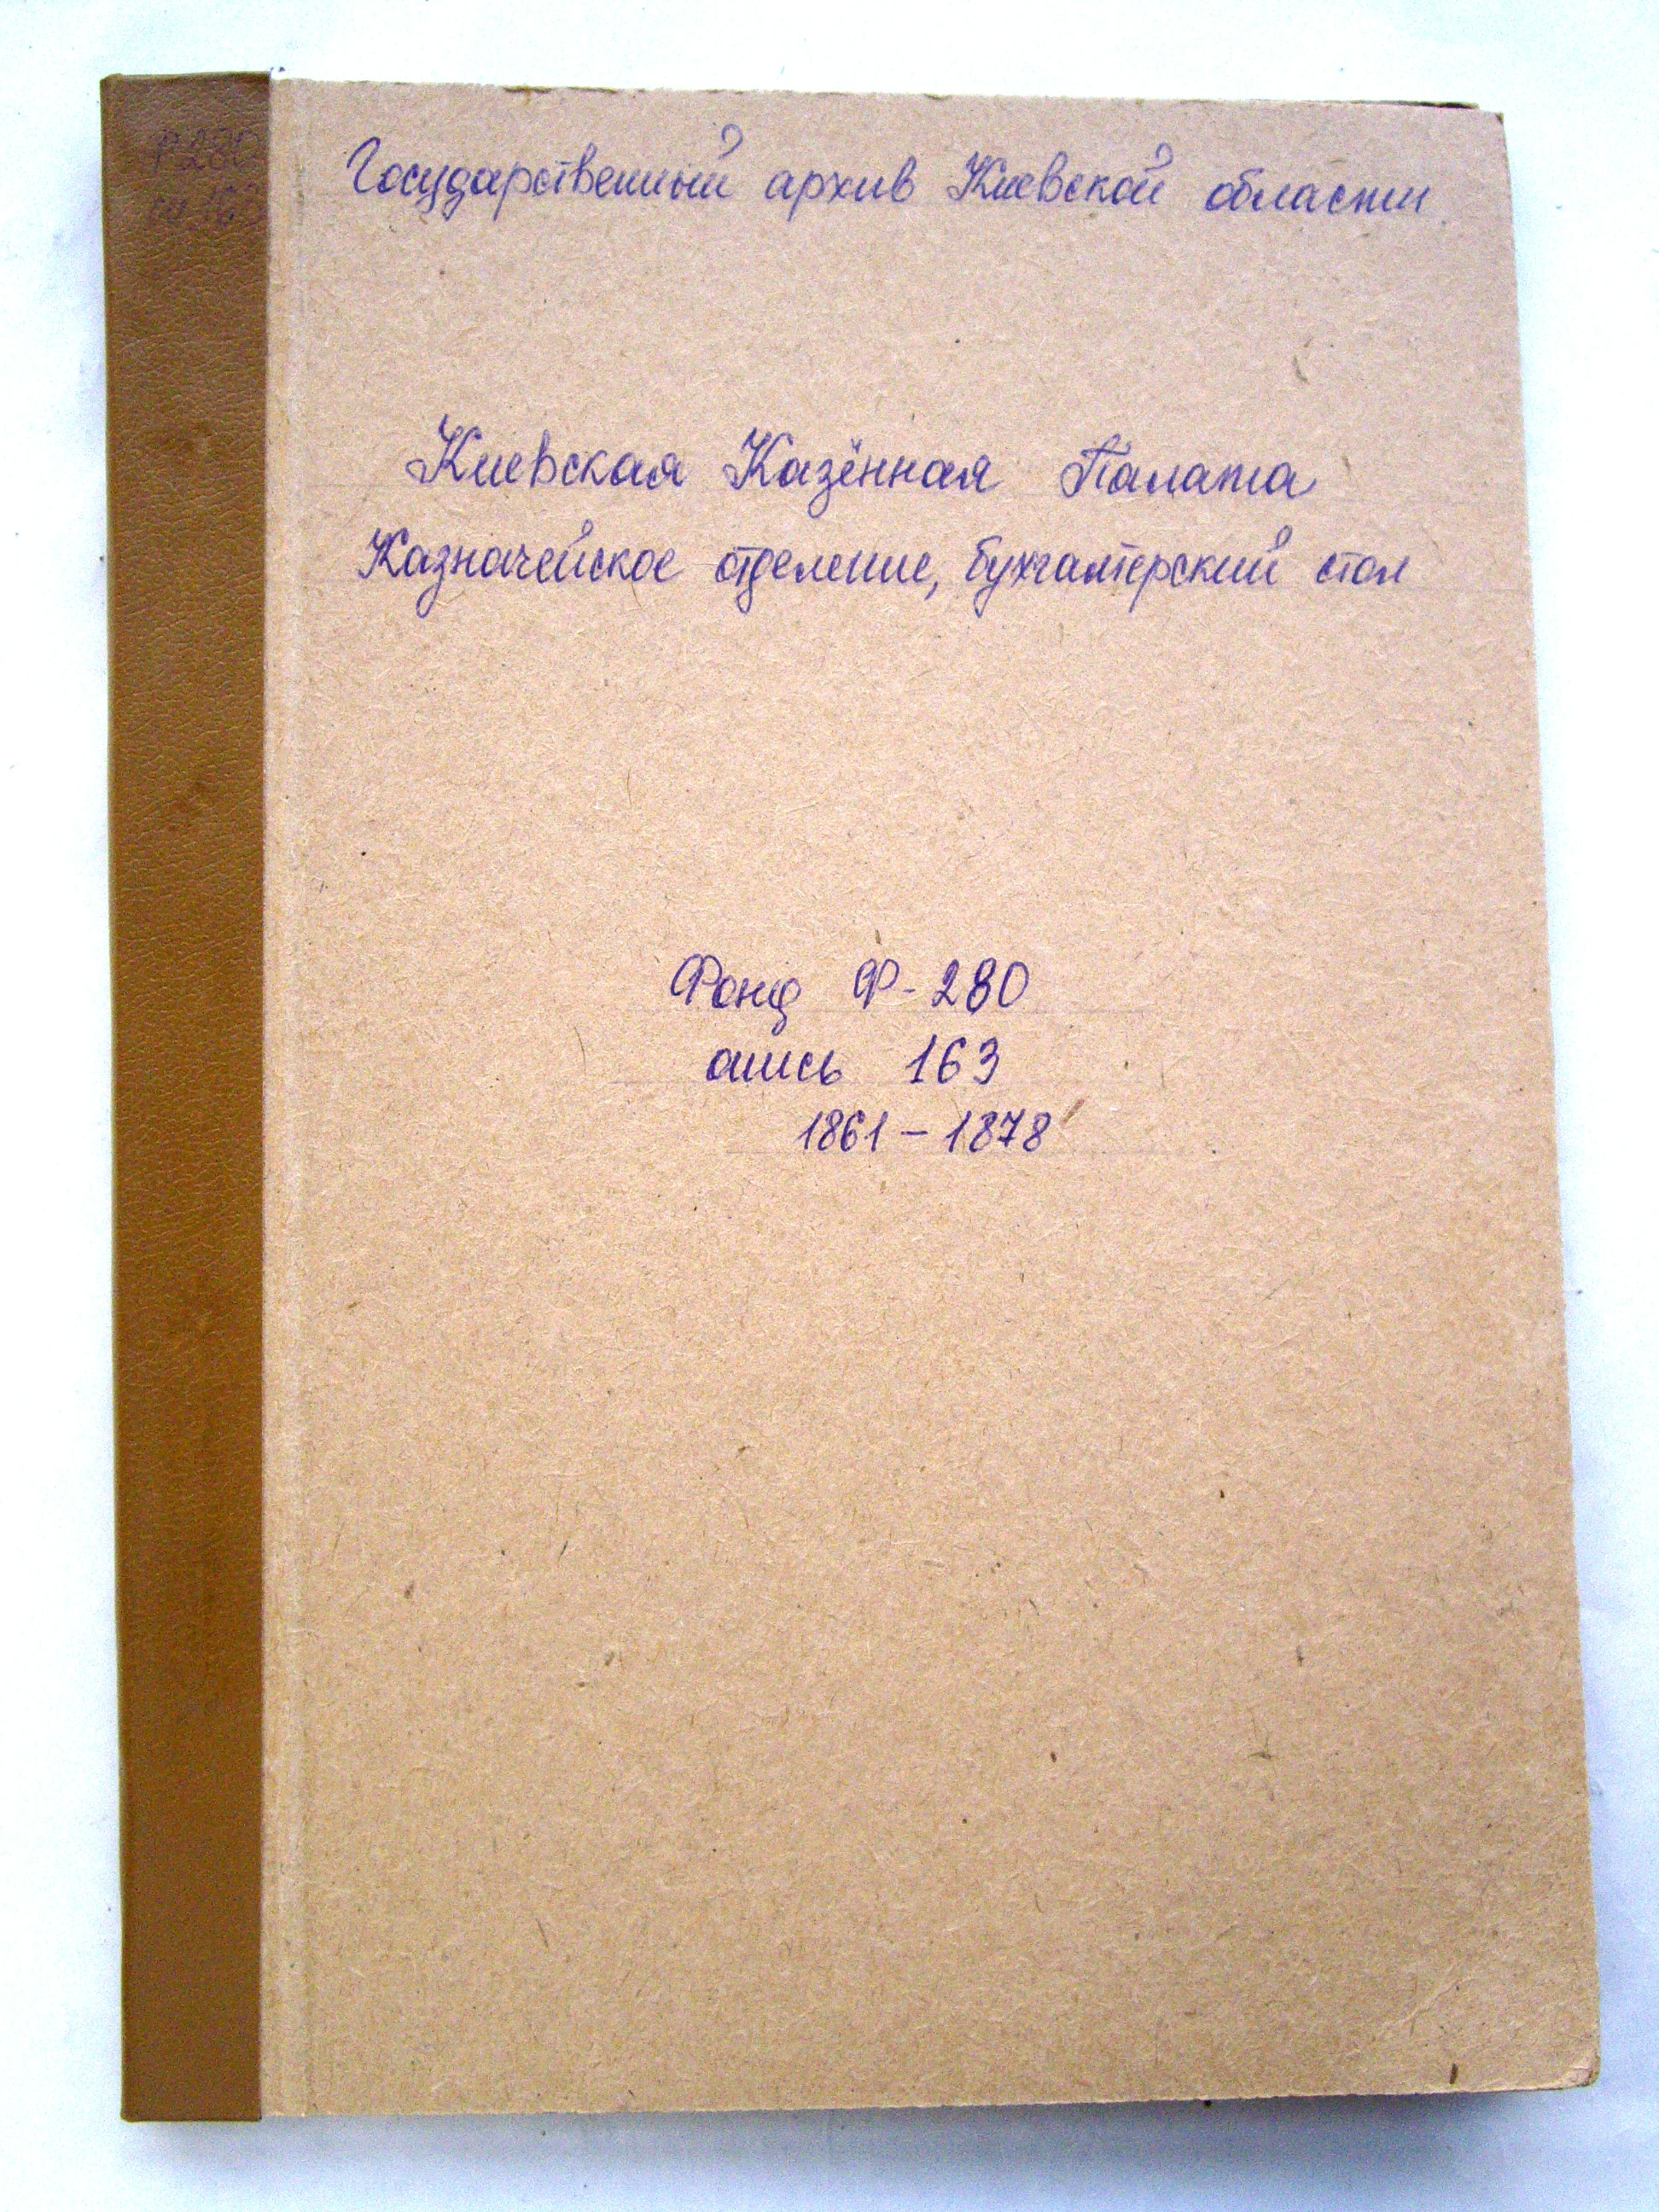 Государственный архив Киевской области.
Киевская Казённая Палата
Казначейское отделение, бухгалтерский стол
Фонд Ф-280
опись 163
1861-1878